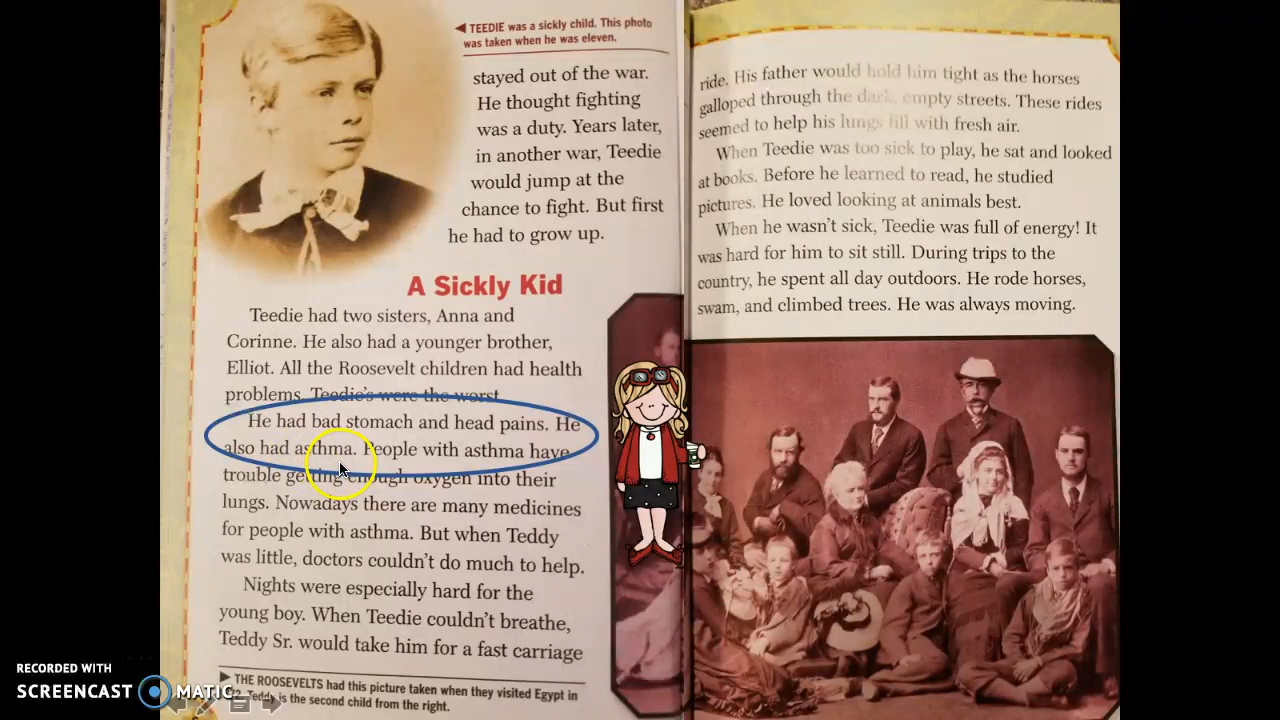 ◀ TEEDIE was a sickly child. This photo
was taken when he was eleven.
stayed out of the war.
He thought fighting
was a duty. Years later,
in another war, Teedie
would jump at the
chance to fight. But first
he had to grow up.
A Sickly Kid
Teedie had two sisters, Anna and
Corinne. He also had a younger brother,
Elliot. All the Roosevelt children had health
problems. Teedie's were the worst.
He had bad stomach and head pains. He
also had asthma. People with asthma have
trouble getting enough oxygen into their
lungs. Nowadays there are many medicines
for people with asthma. But when Teddy
was little, doctors couldn't do much to help.
Nights were especially hard for the
young boy. When Teedie couldn't breathe,
Teddy Sr. would take him for a fast carriage
▶ THE ROOSEVELTS had this picture taken when they visited Egypt in
Teddy is the second child from the right.
ride. His father would hold him tight as the horses
galloped through the dark, empty streets. These rides
seemed to help his lungs fill with fresh air.
When Teedie was too sick to play, he sat and looked
at books. Before he learned to read, he studied
pictures. He loved looking at animals best.
When he wasn't sick, Teedie was full of energy! It
was hard for him to sit still. During trips to the
country, he spent all day outdoors. He rode horses,
swam, and climbed trees. He was always moving.
RECORDED WITH
SCREENCAST MATIC